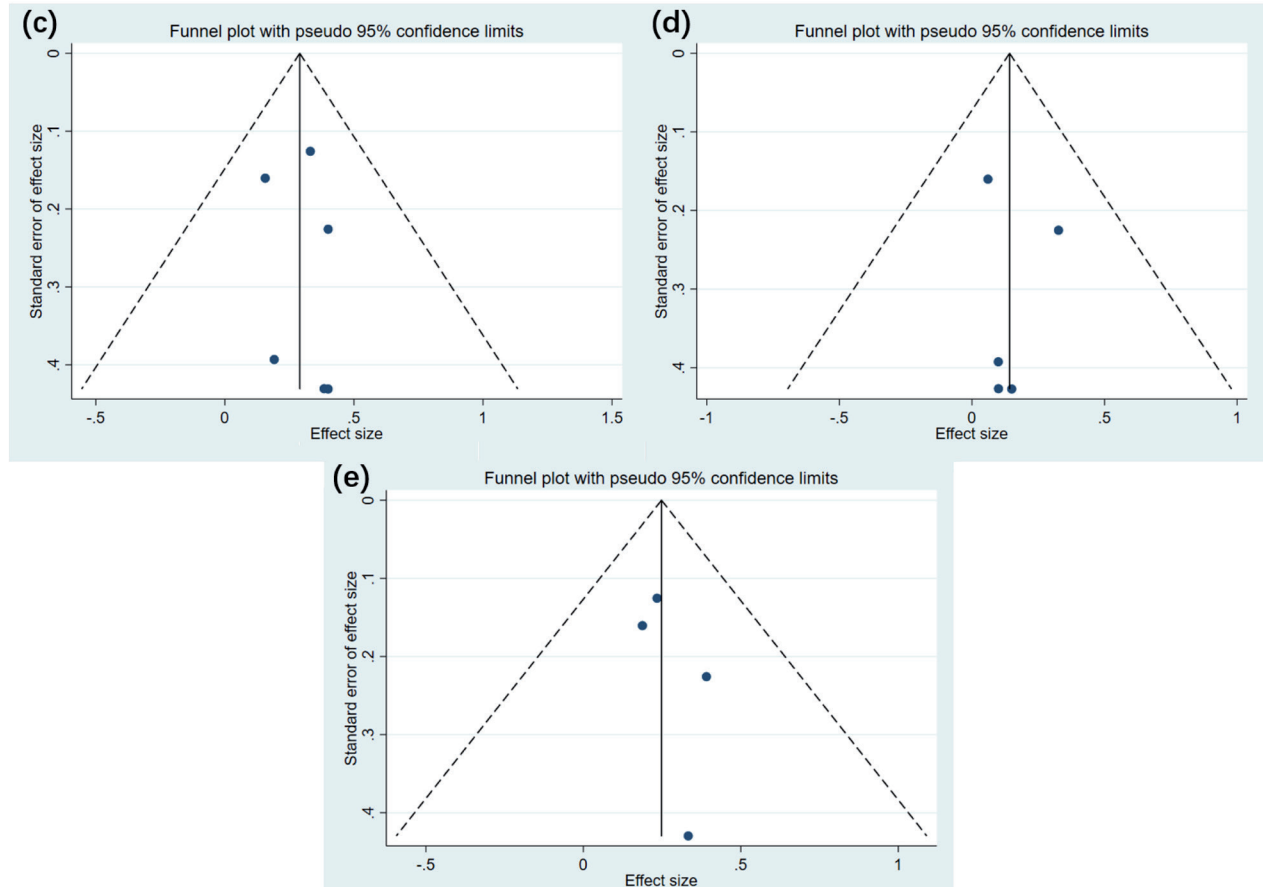 (c)
Funnel plot with pseudo 95% confidence limits
Standard error of effect size
0
.1
.2
.3
.4
-.5
0
.5
1
1.5
Effect size
(d)
Funnel plot with pseudo 95% confidence limits
Standard error of effect size
0
.1
.2
.3
.4
-1
-.5
0
.5
1
Effect size
(e)
Funnel plot with pseudo 95% confidence limits
Standard error of effect size
0
.1
.2
.3
.4
-.5
0
.5
1
Effect size